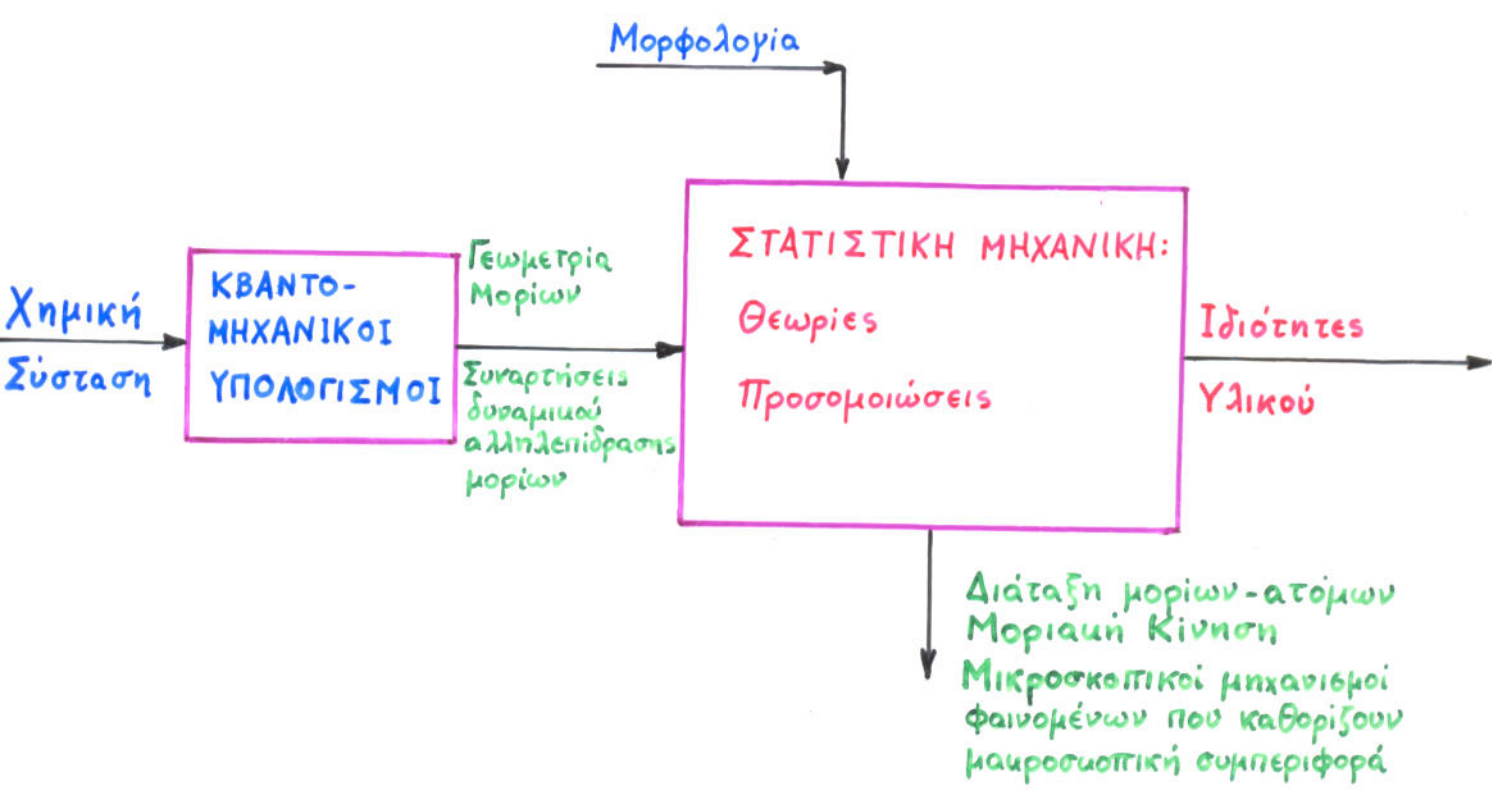 Μορφολογία
Χημική
Σύσταση
ΚΒΑΝΤΟ-
ΜΗΧΑΝΙΚΟΙ
ΥΠΟΛΟΓΙΣΜΟΙ
Γεωμετρία
Μορίων
Συναρτήσεις
δυναμικού
αλληλεπίδρασης
μορίων
ΣΤΑΤΙΣΤΙΚΗ ΜΗΧΑΝΙΚΗ:
Θεωρίες
Προσομοιώσεις
Ιδιότητες
Υλικού
Διάταξη μορίων-ατόμων
Μοριακή Κίνηση
Μικροσκοπικοί μηχανισμοί
φαινομένων που καθορίζουν
μακροσκοπική συμπεριφορά